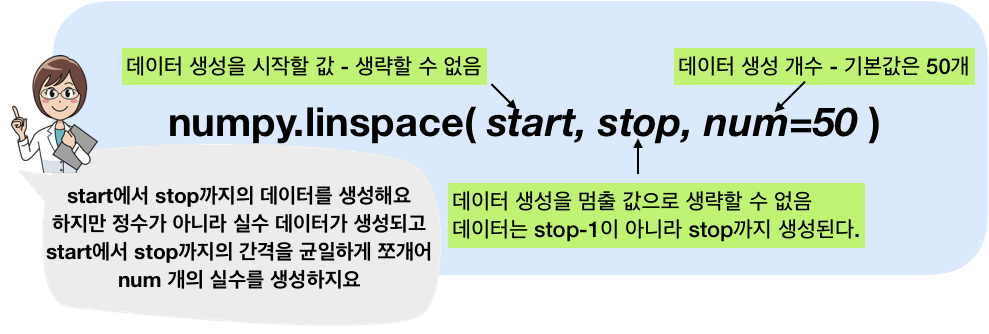 데이터 생성을 시작할 값 - 생략할 수 없음
데이터 생성 개수 - 기본값은 50개
numpy.linspace( start, stop, num=50 )
데이터 생성을 멈출 값으로 생략할 수 없음
데이터는 stop-1이 아니라 stop까지 생성된다.
start에서 stop까지의 데이터를 생성해요
하지만 정수가 아니라 실수 데이터가 생성되고
start에서 stop까지의 간격을 균일하게 쪼개어
num 개의 실수를 생성하지요